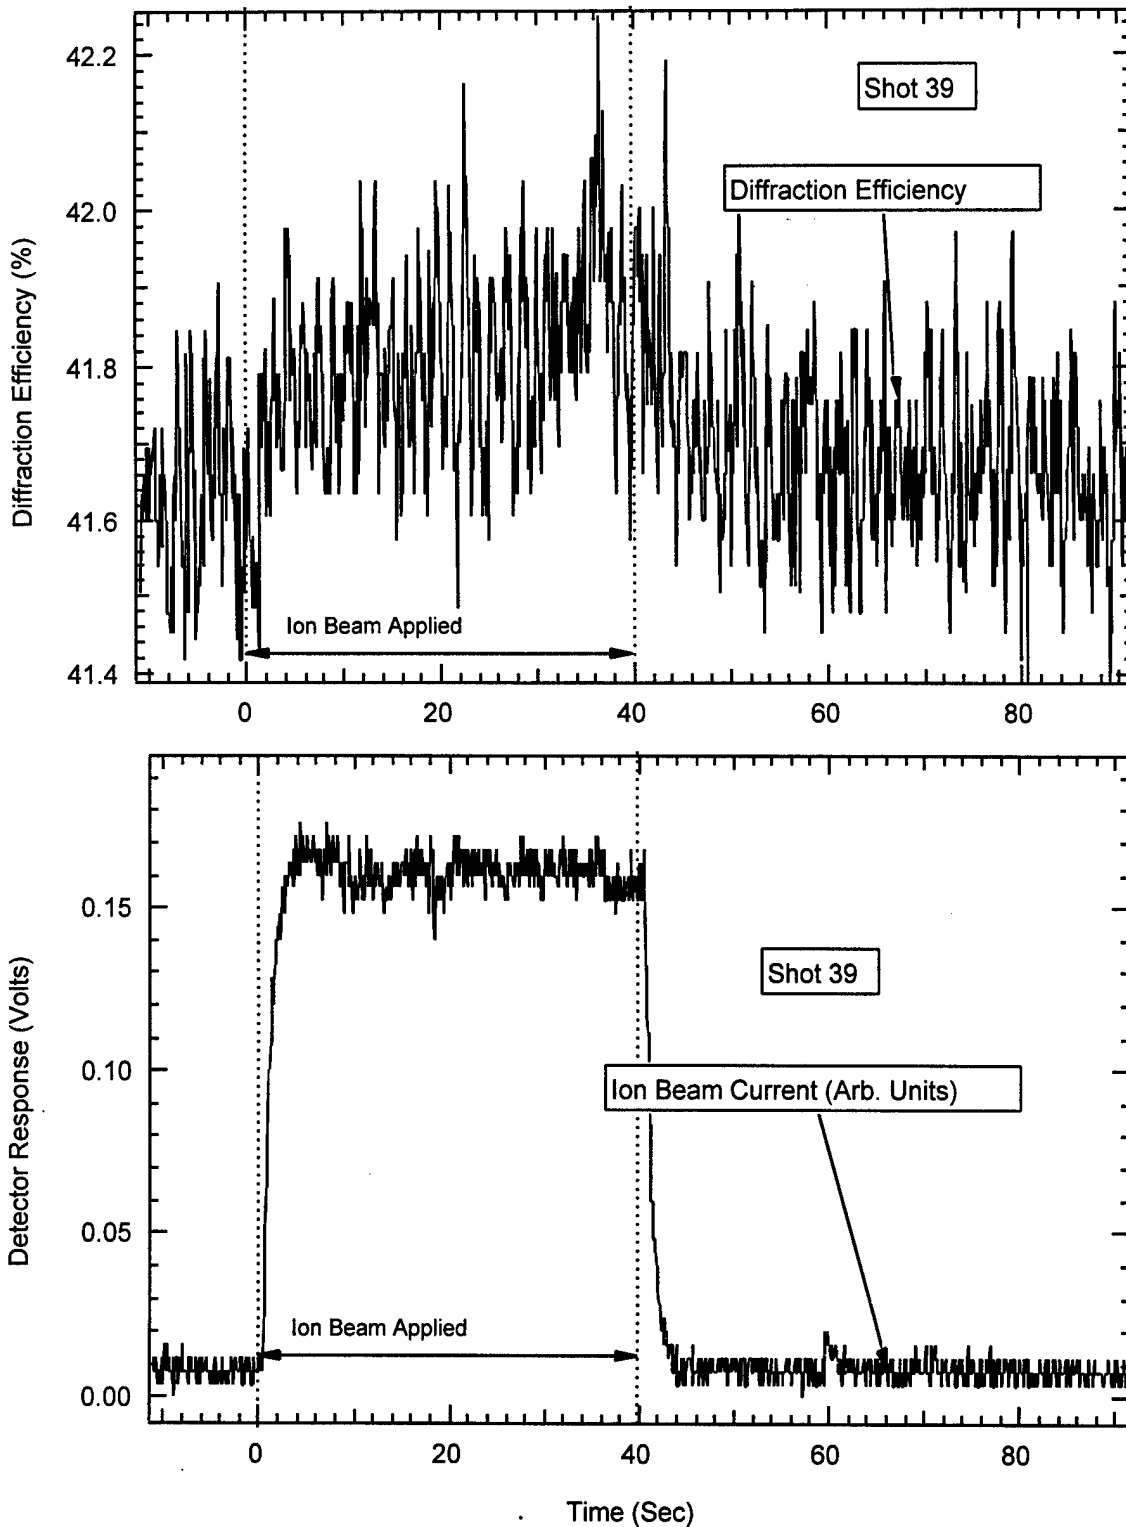 42.2
42.0
41.8
41.6
41.4
Diffraction Efficiency (%)
Shot 39
Diffraction Efficiency
Ion Beam Applied
0
20
40
60
80
0.15
0.10
0.05
0.00
Detector Response (Volts)
Shot 39
Ion Beam Current (Arb. Units)
Ion Beam Applied
0
20
40
60
80
Time (Sec)